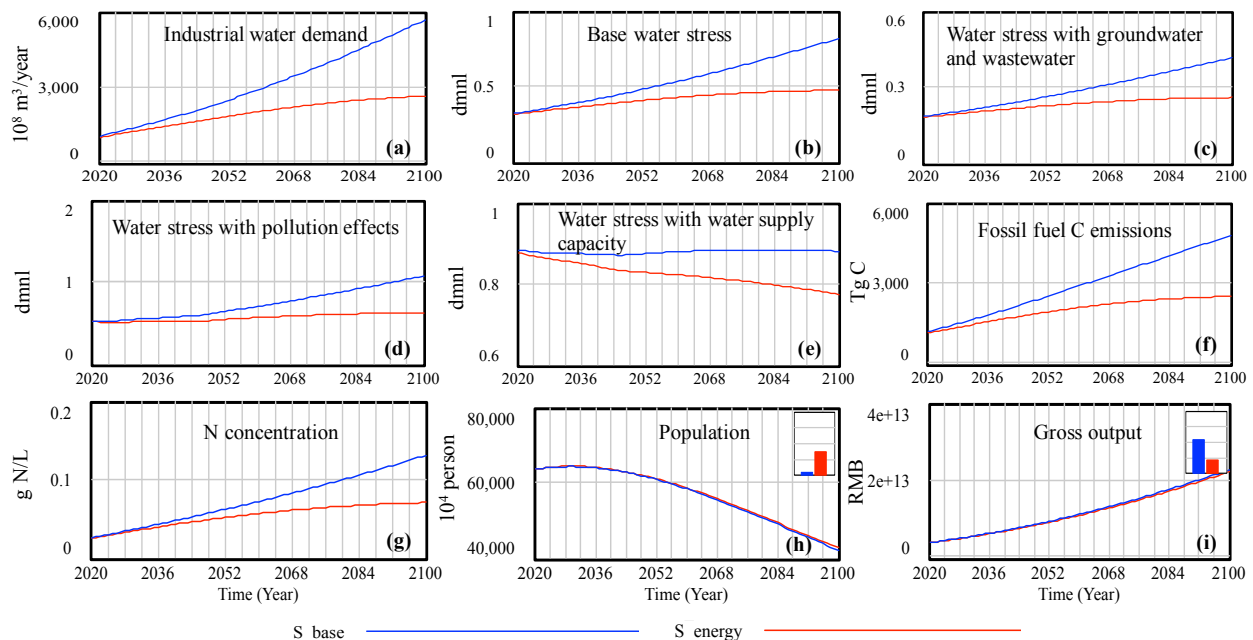 Industrial water demand
10⁸ m³/year
6,000
3,000
0
(a)
2020 2036 2052 2068 2084 2100
Base water stress
dmnl
1
0.5
0
(b)
2020 2036 2052 2068 2084 2100
Water stress with groundwater
and wastewater
dmnl
0.6
0.3
0
(c)
2020 2036 2052 2068 2084 2100
Water stress with pollution effects
dmnl
2
1
0
(d)
2020 2036 2052 2068 2084 2100
Water stress with water supply
capacity
dmnl
1
0.8
0.6
(e)
2020 2036 2052 2068 2084 2100
Fossil fuel C emissions
Tg C
6,000
3,000
0
(f)
2020 2036 2052 2068 2084 2100
N concentration
g N/L
0.2
0.1
0
(g)
2020 2036 2052 2068 2084 2100
Time (Year)
Population
10⁴ person
80,000
60,000
40,000
(h)
2020 2036 2052 2068 2084 2100
Time (Year)
Gross output
RMB
4e+13
2e+13
0
(i)
2020 2036 2052 2068 2084 2100
Time (Year)
S base
S energy